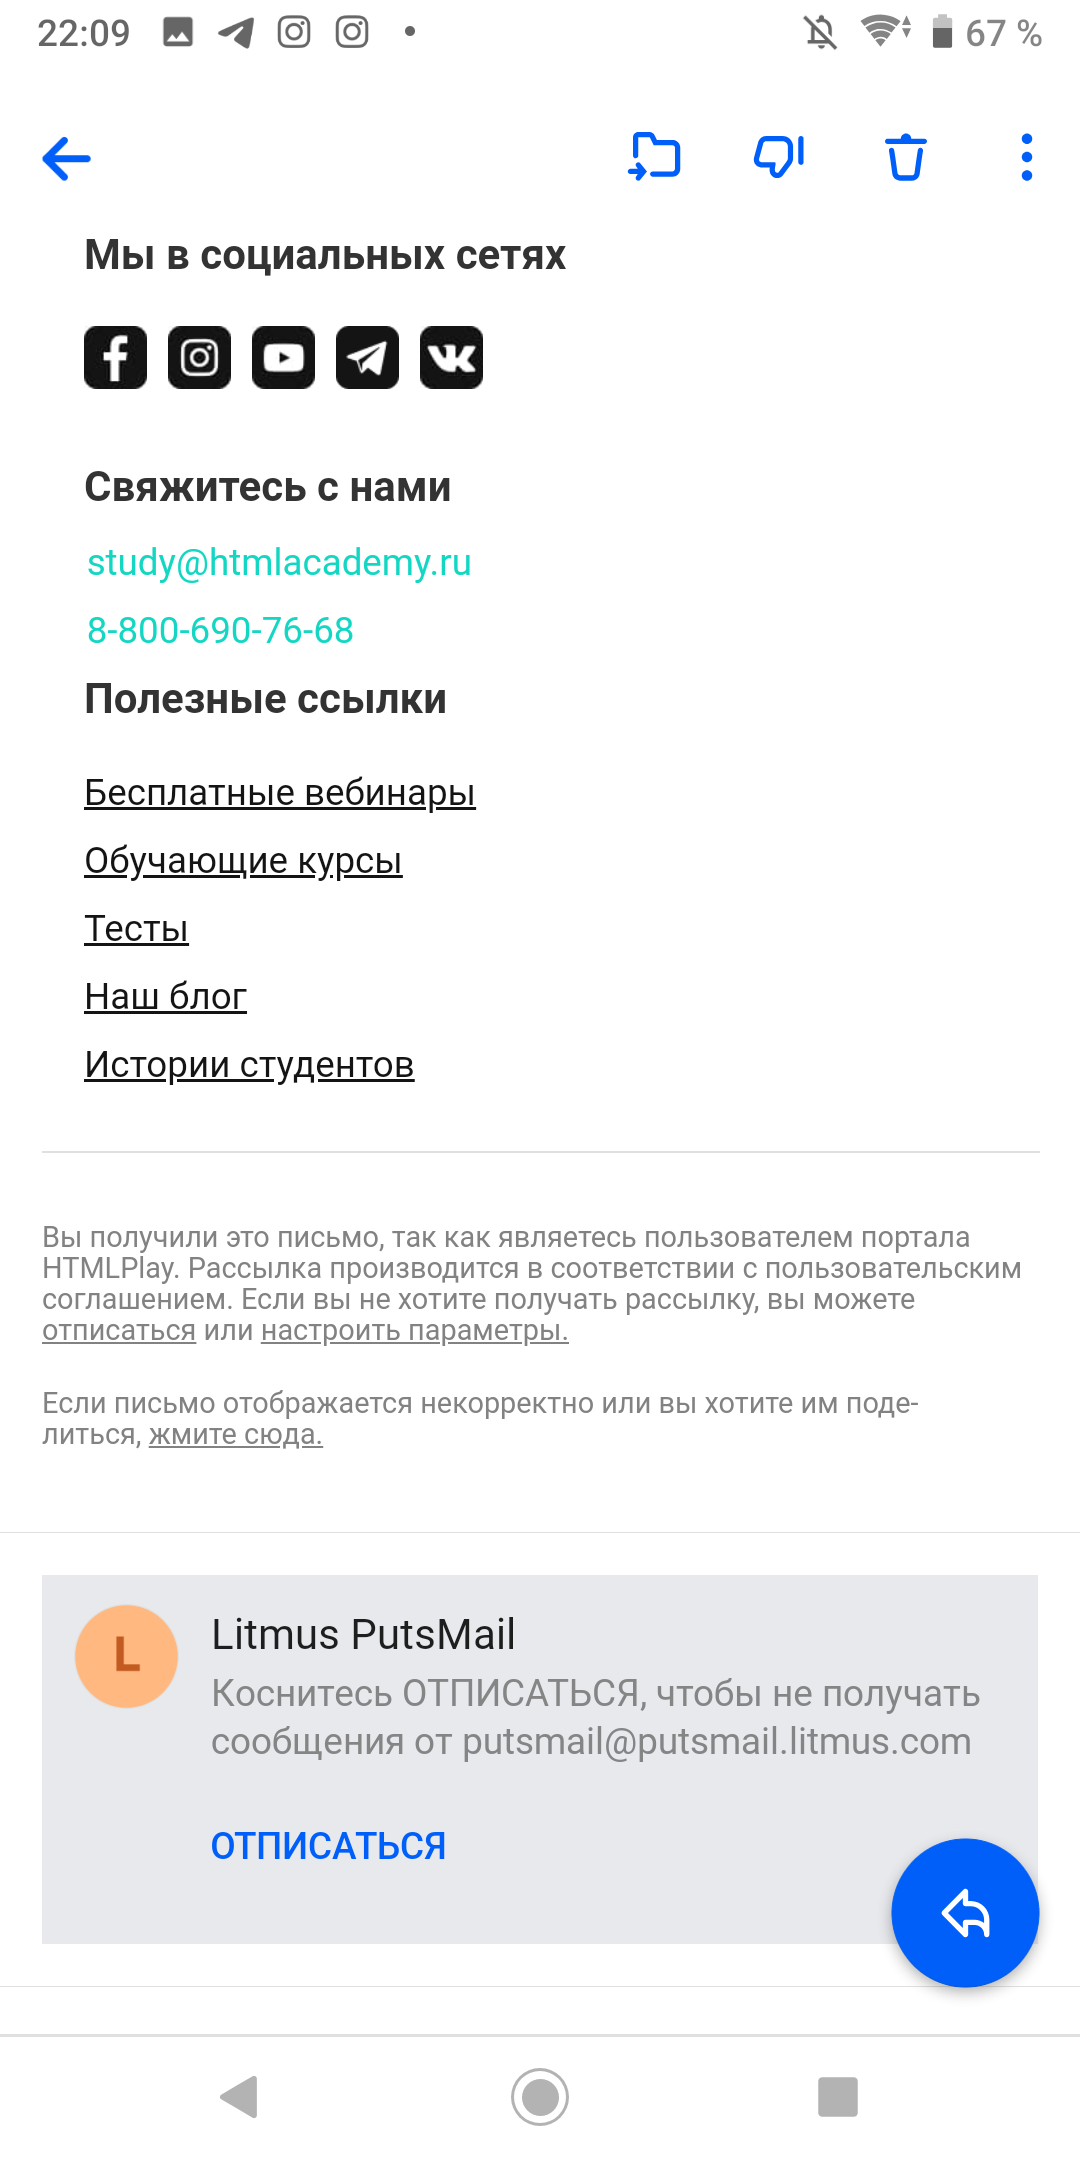 22:09
67 %
Мы в социальных сетях
Свяжитесь с нами
study@htmlacademy.ru
8-800-690-76-68
Полезные ссылки
Бесплатные вебинары
Обучающие курсы
Тесты
Наш блог
Истории студентов
Вы получили это письмо, так как являетесь пользователем портала
HTMLPlay. Рассылка производится в соответствии с пользовательским
соглашением. Если вы не хотите получать рассылку, вы можете
отписаться или настроить параметры.
Если письмо отображается некорректно или вы хотите им поде-
литься, жмите сюда.
L
Litmus PutsMail
Коснитесь ОТПИСАТЬСЯ, чтобы не получать
сообщения от putsmail@putsmail.litmus.com
ОТПИСАТЬСЯ